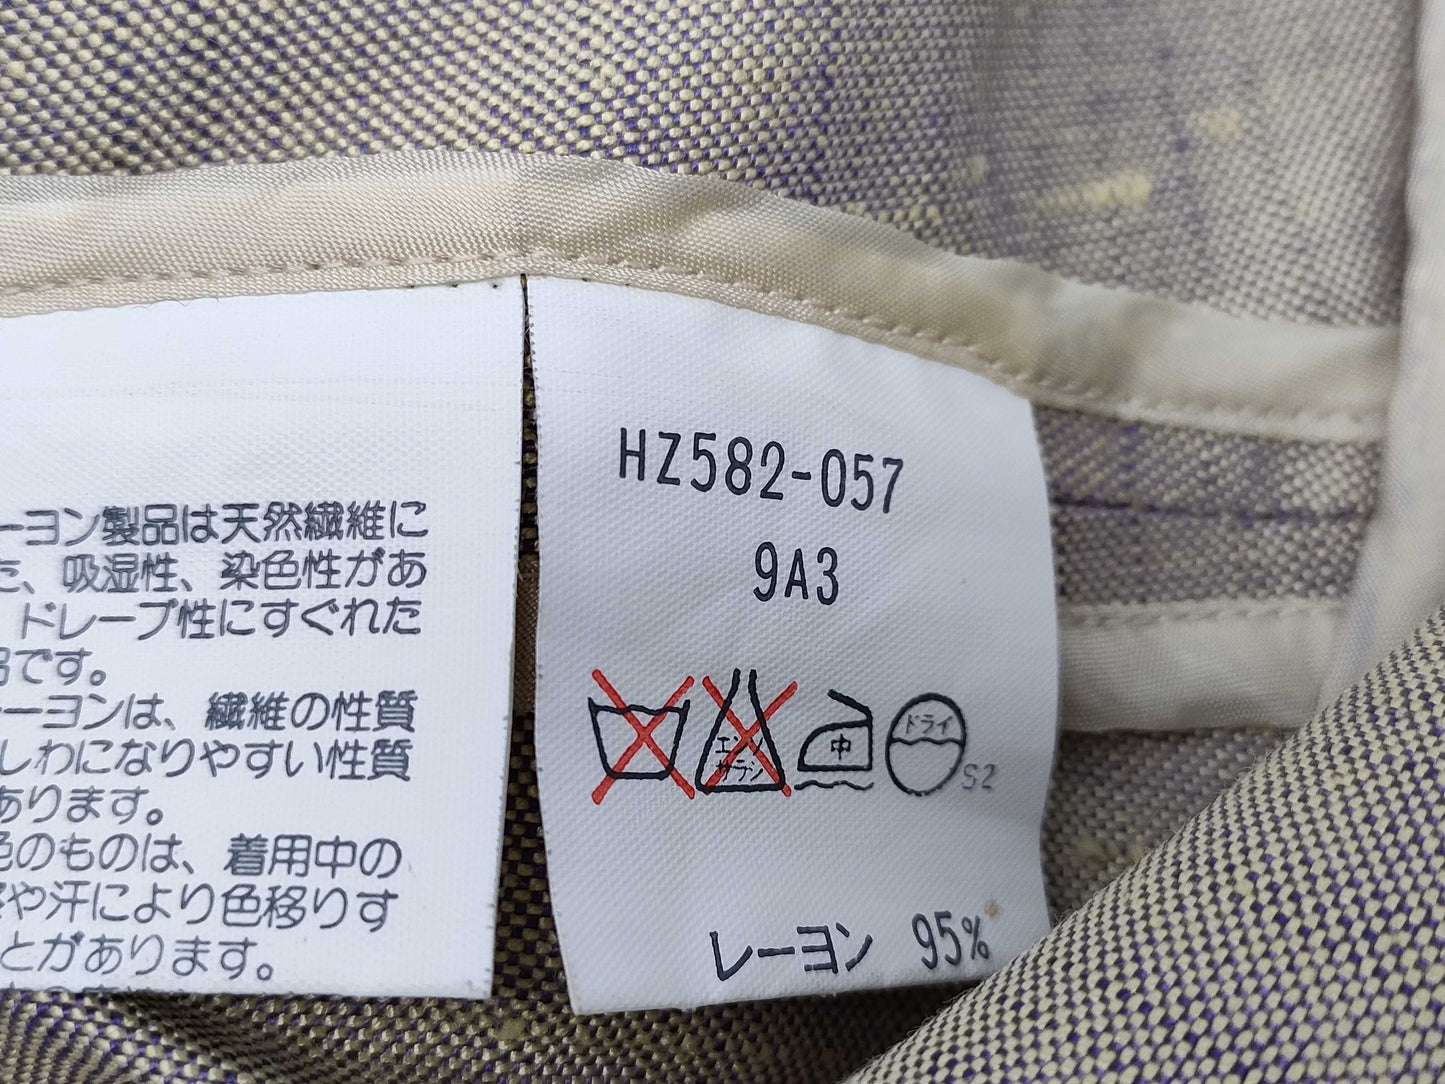 ーヨン製品は天然繊維に
た、吸湿性、染色性があ
ドレープ性にすぐれた
品です。
レーヨンは、繊維の性質
しわになりやすい性質
あります。
色のものは、着用中の
や汗により色移りす
とがあります。
HZ582-057
9A3
エンソ
サラシ
中
ドライ
S2
レーヨン 95%